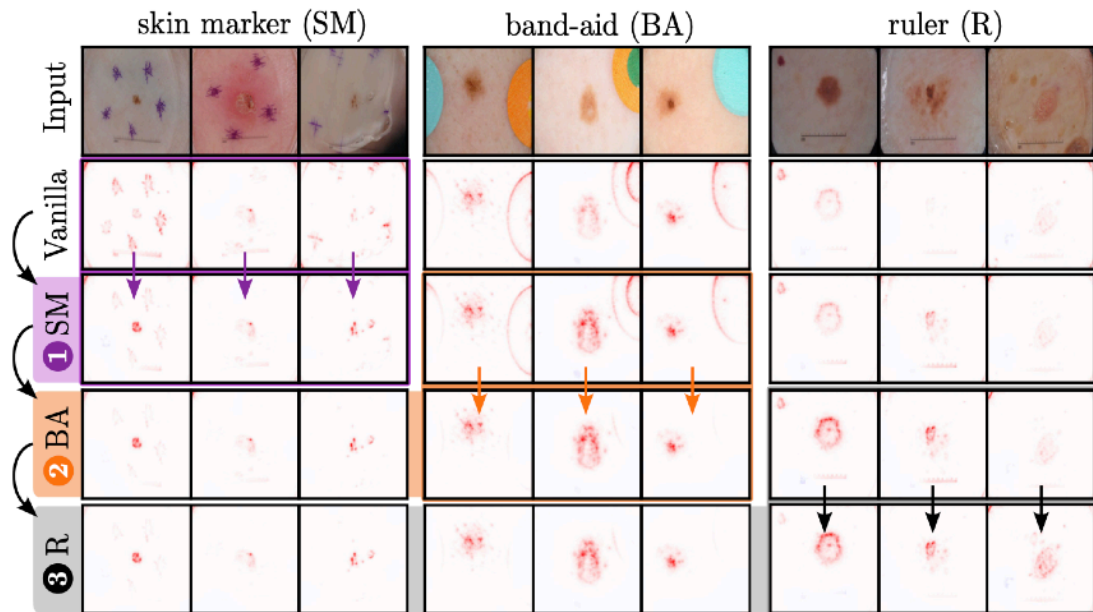 skin marker (SM)
band-aid (BA)
ruler (R)
Input
Vanilla
1 SM
2 BA
3 R